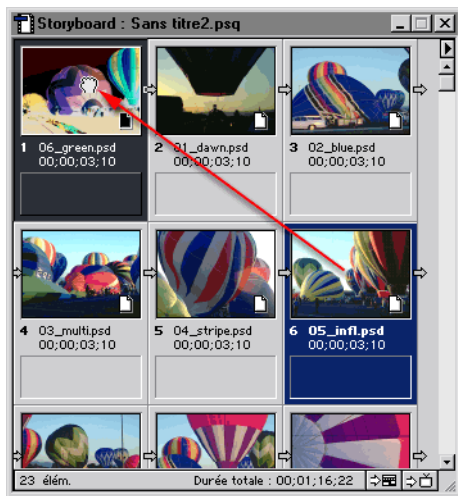 Storyboard : Sans titre2.psq
1 06_green.psd
00;00;03;10
2 01_dawn.psd
00;00;03;10
3 02_blue.psd
00;00;03;10
4 03_multi.psd
00;00;03;10
5 04_stripe.psd
00;00;03;10
6 05_infl.psd
00;00;03;10
23 élém.
Durée totale : 00;01;16;22